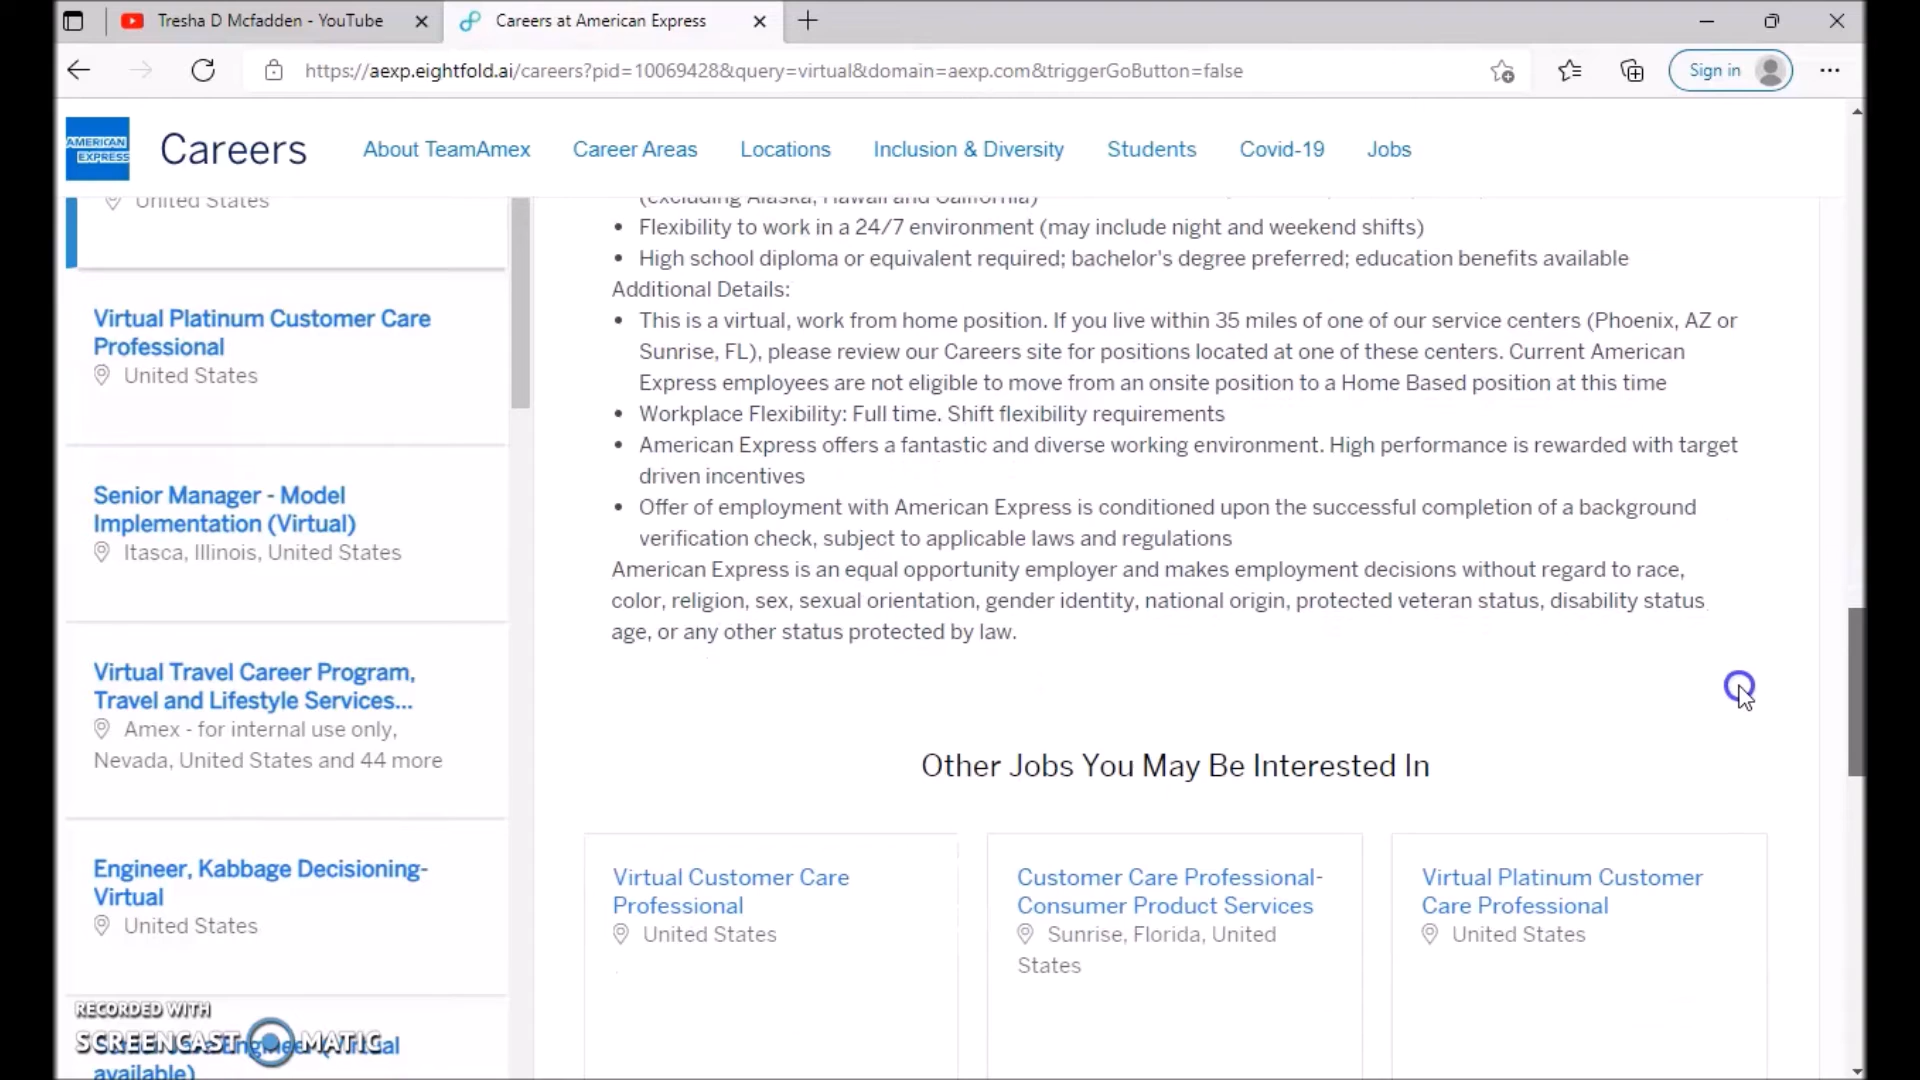 Tresha D Mcfadden - YouTube
Careers at American Express
https://aexp.eightfold.ai/careers?pid=10069428&query=virtual&domain=aexp.com&triggerGoButton=false
Sign in
AMERICAN
EXPRESS
Careers
About TeamAmex
Career Areas
Locations
Inclusion & Diversity
Students
Covid-19
Jobs
United States
Virtual Platinum Customer Care
Professional
United States
Senior Manager - Model
Implementation (Virtual)
Itasca, Illinois, United States
Virtual Travel Career Program,
Travel and Lifestyle Services...
Amex - for internal use only,
Nevada, United States and 44 more
Engineer, Kabbage Decisioning-
Virtual
United States
available)
(excluding Alaska, Hawaii and California)
• Flexibility to work in a 24/7 environment (may include night and weekend shifts)
• High school diploma or equivalent required; bachelor's degree preferred; education benefits available
Additional Details:
• This is a virtual, work from home position. If you live within 35 miles of one of our service centers (Phoenix, AZ or
Sunrise, FL), please review our Careers site for positions located at one of these centers. Current American
Express employees are not eligible to move from an onsite position to a Home Based position at this time
• Workplace Flexibility: Full time. Shift flexibility requirements
• American Express offers a fantastic and diverse working environment. High performance is rewarded with target
driven incentives
• Offer of employment with American Express is conditioned upon the successful completion of a background
verification check, subject to applicable laws and regulations
American Express is an equal opportunity employer and makes employment decisions without regard to race,
color, religion, sex, sexual orientation, gender identity, national origin, protected veteran status, disability status
age, or any other status protected by law.
Other Jobs You May Be Interested In
Virtual Customer Care
Professional
United States
Customer Care Professional-
Consumer Product Services
Sunrise, Florida, United
States
Virtual Platinum Customer
Care Professional
United States
RECORDED WITH
SCREENCAST MATIC